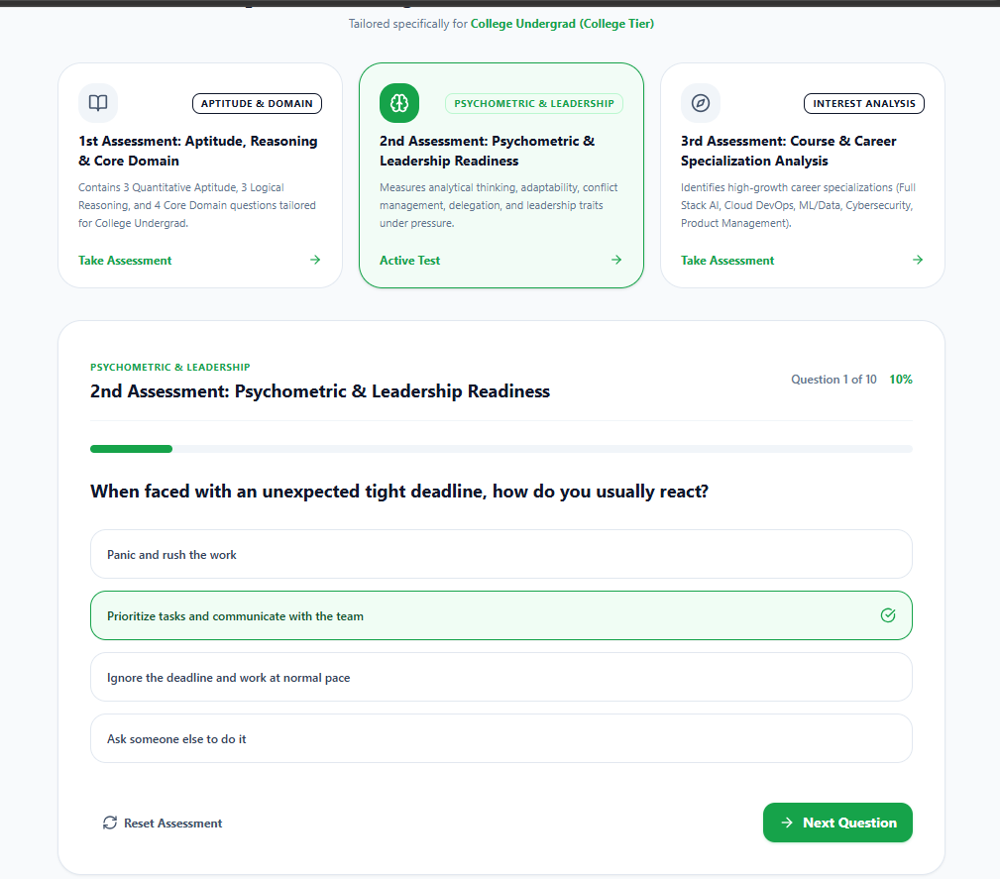 Tailored specifically for College Undergrad (College Tier)
APTITUDE & DOMAIN
1st Assessment: Aptitude, Reasoning
& Core Domain
Contains 3 Quantitative Aptitude, 3 Logical
Reasoning, and 4 Core Domain questions tailored
for College Undergrad.
Take Assessment
PSYCHOMETRIC & LEADERSHIP
2nd Assessment: Psychometric &
Leadership Readiness
Measures analytical thinking, adaptability, conflict
management, delegation, and leadership traits
under pressure.
Active Test
INTEREST ANALYSIS
3rd Assessment: Course & Career
Specialization Analysis
Identifies high-growth career specializations (Full
Stack AI, Cloud DevOps, ML/Data, Cybersecurity,
Product Management).
Take Assessment
PSYCHOMETRIC & LEADERSHIP
2nd Assessment: Psychometric & Leadership Readiness
Question 1 of 10 10%
When faced with an unexpected tight deadline, how do you usually react?
Panic and rush the work
Prioritize tasks and communicate with the team
Ignore the deadline and work at normal pace
Ask someone else to do it
Reset Assessment
Next Question